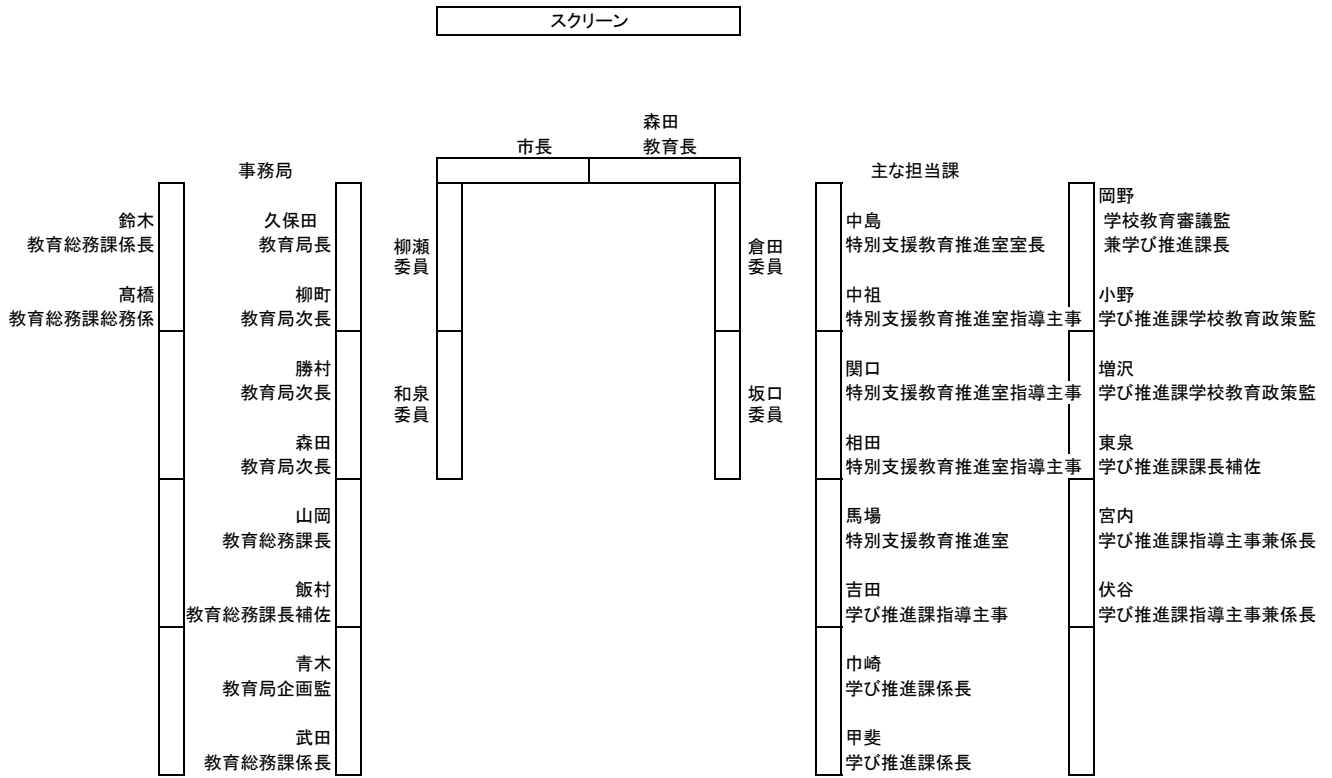 スクリーン
森田
市長
教育長
事務局
主な担当課
鈴木
教育総務課係長
髙橋
教育総務課総務係
久保田
教育局長
柳町
教育局次長
勝村
教育局次長
森田
教育局次長
山岡
教育総務課長
飯村
教育総務課長補佐
青木
教育局企画監
武田
教育総務課係長
柳瀬
委員
和泉
委員
倉田
委員
坂口
委員
中島
特別支援教育推進室室長
中祖
特別支援教育推進室指導主事
関口
特別支援教育推進室指導主事
相田
特別支援教育推進室指導主事
馬場
特別支援教育推進室
吉田
学び推進課指導主事
巾崎
学び推進課係長
甲斐
学び推進課係長
岡野
学校教育審議監
兼学び推進課長
小野
学び推進課学校教育政策監
増沢
学び推進課学校教育政策監
東泉
学び推進課課長補佐
宮内
学び推進課指導主事兼係長
伏谷
学び推進課指導主事兼係長